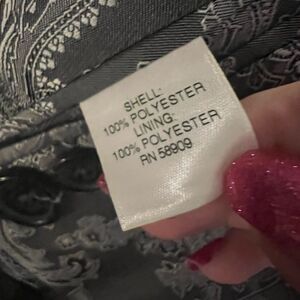 SHELL-
100% POLYESTER
LINING-
100% POLYESTER
RN 58909